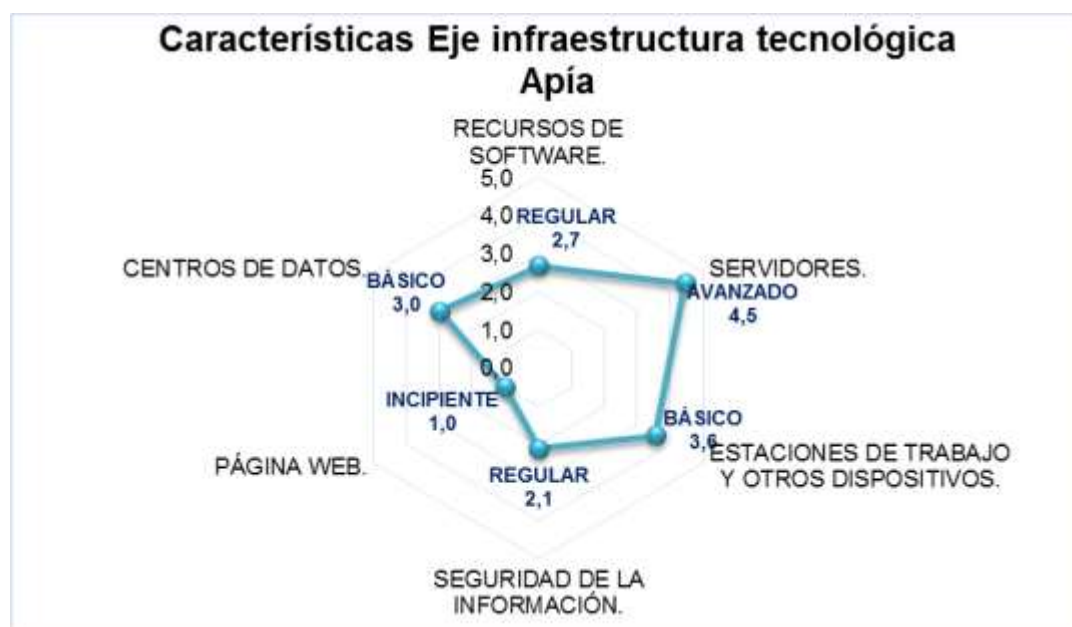 Características Eje infraestructura tecnológica
Apía
RECURSOS DE
SOFTWARE.
5,0
4,0
REGULAR
2,7
3,0
2,0
1,0
0,0
SERVIDORES.
AVANZADO
4,5
CENTROS DE DATOS.
BÁSICO
3,0
INCIPIENTE
1,0
BÁSICO
3,6
ESTACIONES DE TRABAJO
Y OTROS DISPOSITIVOS.
PÁGINA WEB.
REGULAR
2,1
SEGURIDAD DE LA
INFORMACIÓN.